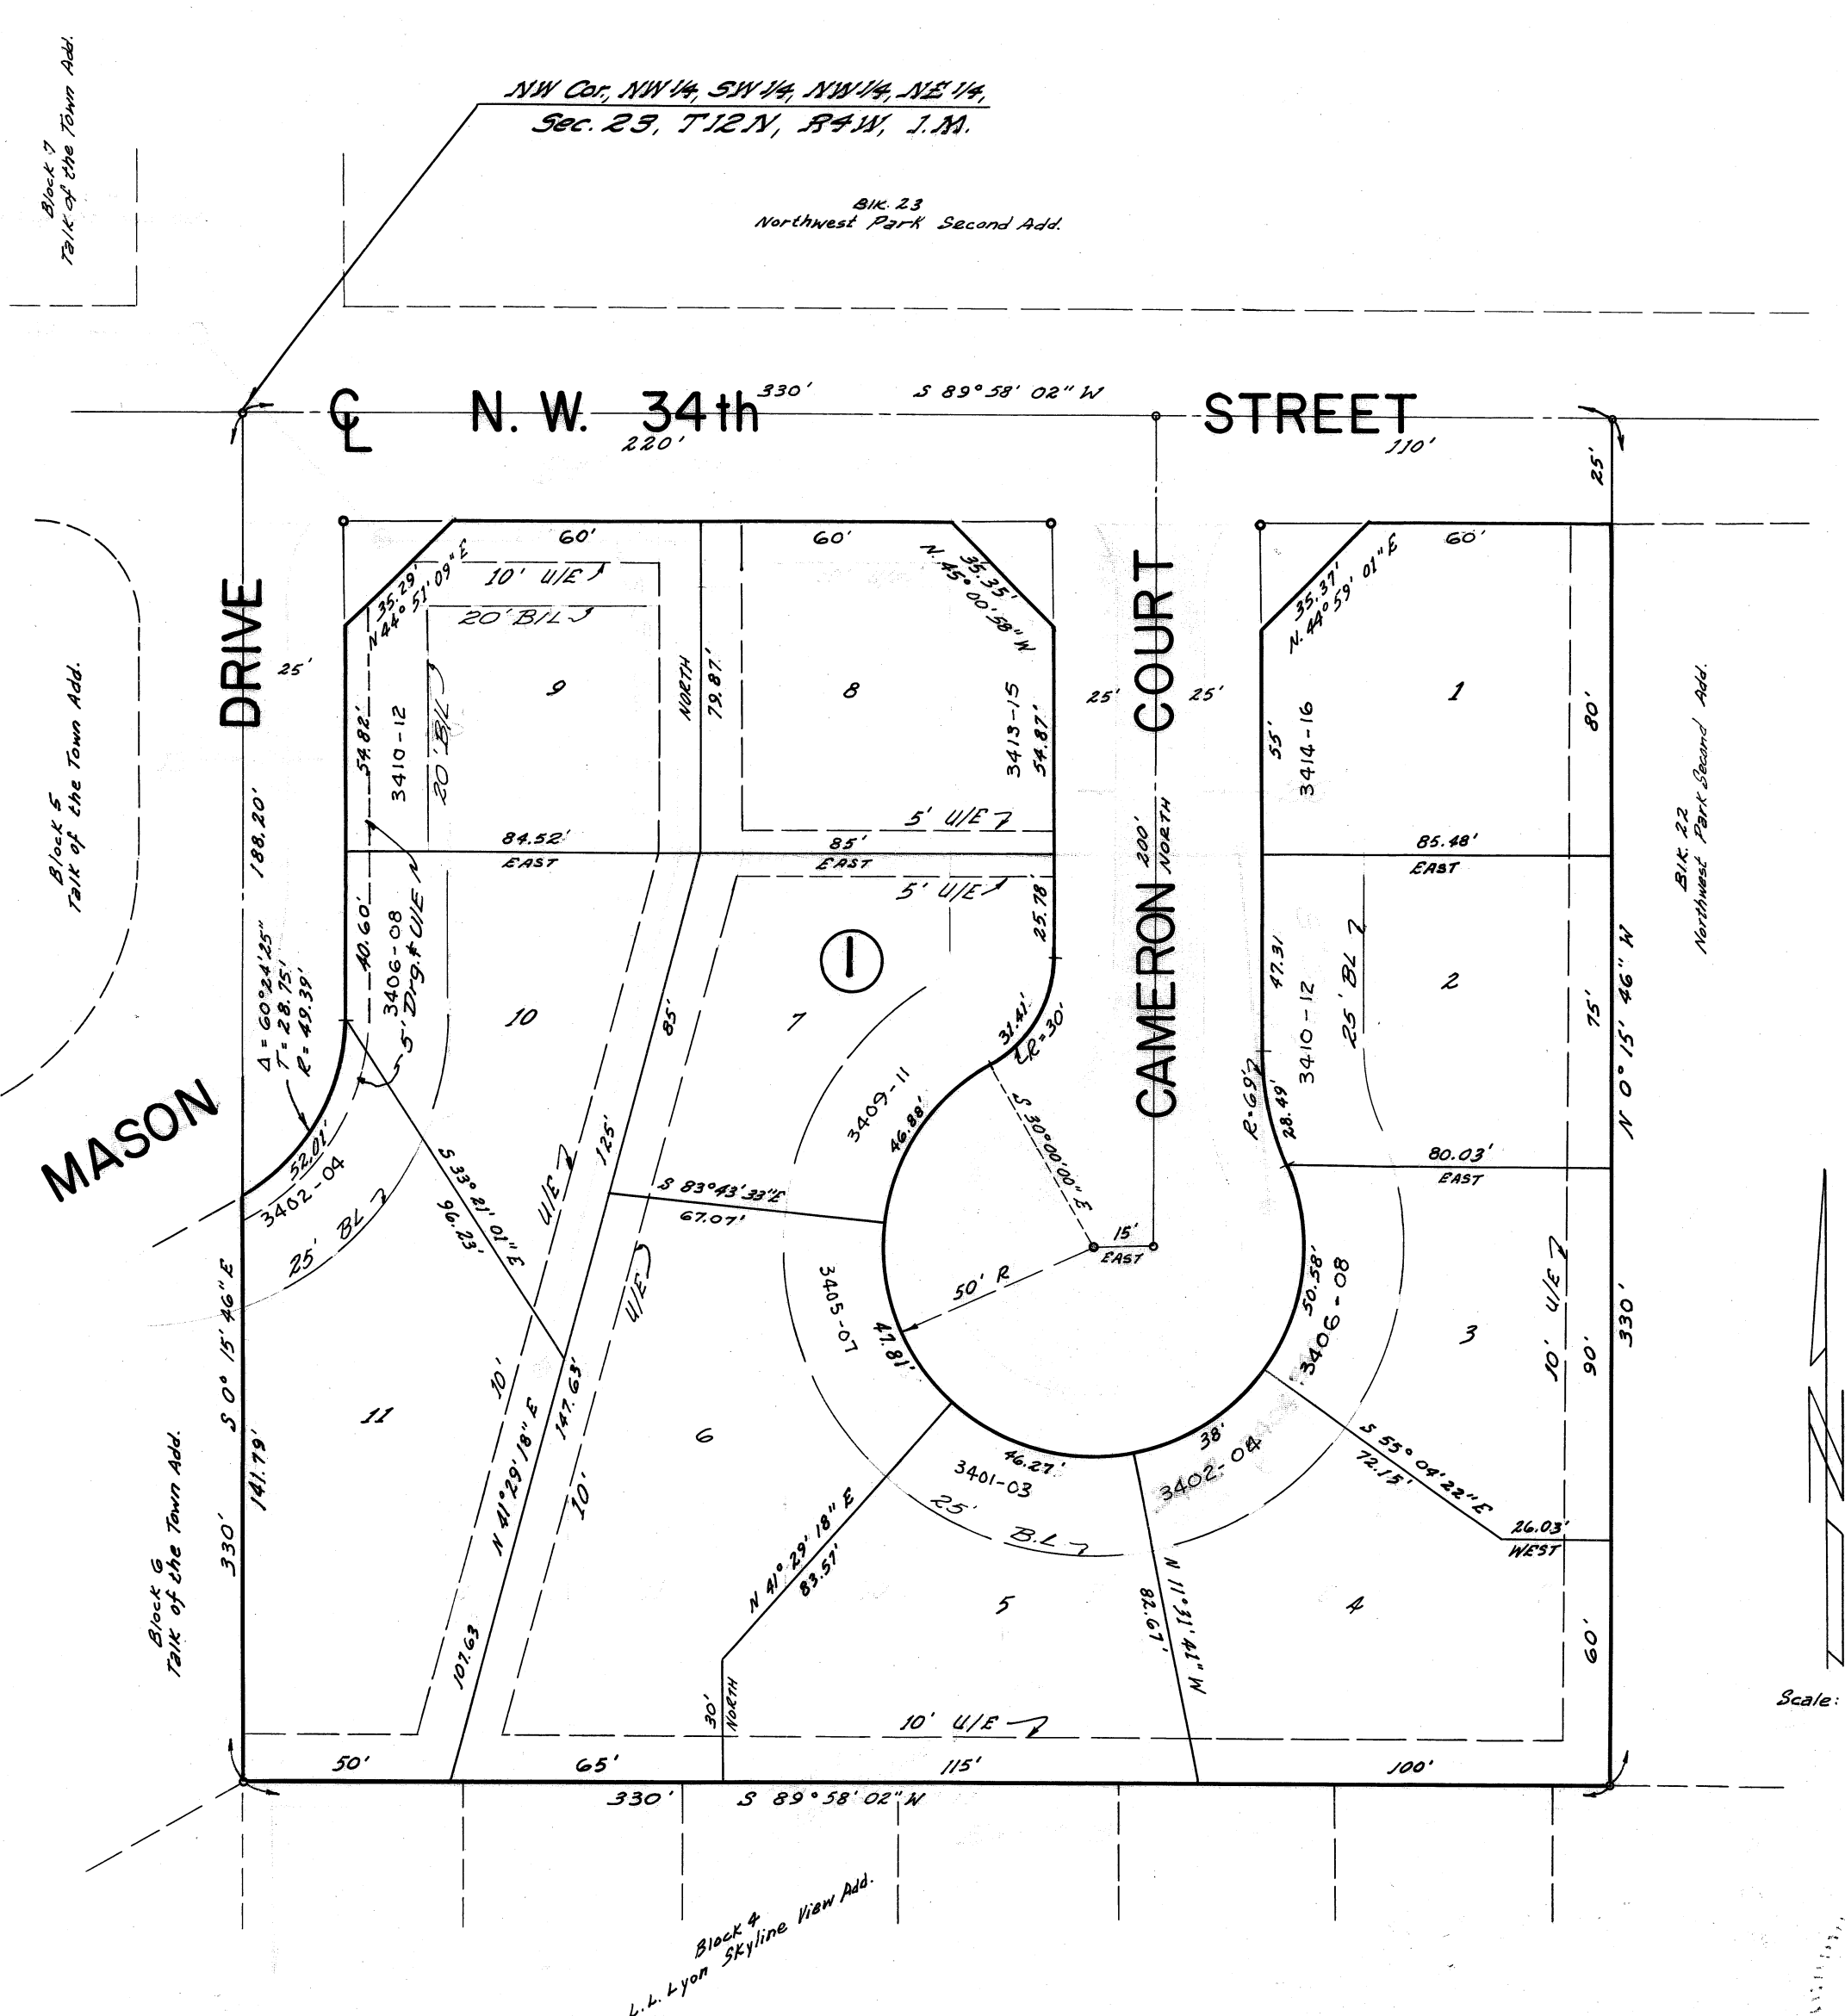 Block 7
Talk of the Town Add.
NW Cor., NW 1/4, SW 1/4, NW 1/4, NE 1/4,
Sec. 23, T12N, R4W, I.M.
Blk. 23
Northwest Park Second Add.
330' S 89° 58' 02" W
℄ N. W. 34th STREET
220'
110'
25'
60'
60'
60'
35.29'
N 44° 51' 09" E
10' U/E
20' B/L
35.35'
N. 45° 00' 58" W
35.37'
N. 44° 59' 01" E
DRIVE
25'
54.82'
3410-12
20' B/L
9
NORTH
79.87'
8
3413-15
54.87'
25'
COURT
25'
55'
3414-16
1
80'
Block 5
Talk of the Town Add.
188.20'
5' U/E
84.52'
EAST
85'
EAST
85.48'
EAST
Blk. 22
Northwest Park Second Add.
Δ = 60° 24' 25"
T = 28.75'
R = 49.39'
40.60'
3406-08
5' Drg. & U/E
5' U/E
25.78'
CAMERON
200'
NORTH
47.31
3410-12
25' BL
2
75'
N 0° 15' 46" W
10
85'
1
7
31.41'
R=30'
MASON
52.01'
3402-04
25' BL
S 33° 21' 01" E
96.23'
U/E
125'
3409-11
46.88'
S 30° 00' 00" E
R=69'
28.49'
80.03'
EAST
S 83° 43' 33" E
67.07'
U/E
15'
EAST
50' R
3405-07
47.81'
50.58'
3406-08
3
10' U/E
90'
330'
S 0° 15' 46" E
141.79'
330'
Block 6
Talk of the Town Add.
11
10'
N 41° 29' 18" E
147.63'
10'
107.63
6
N 41° 29' 18" E
83.57'
46.27'
3401-03
25' B.L
38'
3402-04
S 55° 04' 22" E
72.15'
26.03'
WEST
5
N 11° 31' 41" W
82.67'
4
60'
30'
NORTH
10' U/E
Scale:
50'
65'
115'
100'
330' S 89° 58' 02" W
Block 4
L.L. Lyon Skyline View Add.